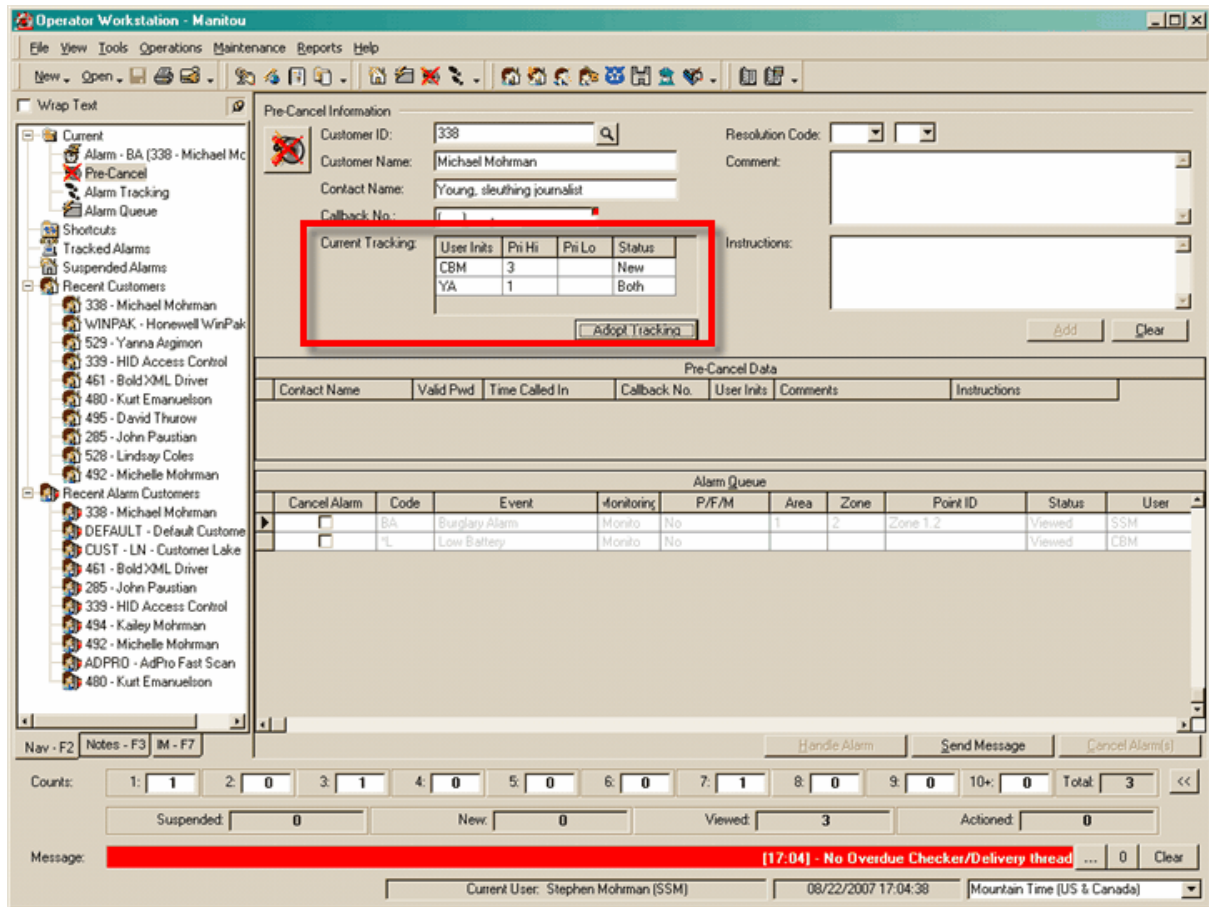 Operator Workstation - Manitou
File View Tools Operations Maintenance Reports Help
New Open
Wrap Text
Current
Alarm - BA (338 - Michael Mc
Pre-Cancel
Alarm Tracking
Alarm Queue
Shortcuts
Tracked Alarms
Suspended Alarms
Recent Customers
338 - Michael Mohrman
WINPAK - Honewell WinPak
529 - Yanna Argimon
339 - HID Access Control
461 - Bold XML Driver
480 - Kurt Emanuelson
495 - David Thurow
285 - John Paustian
528 - Lindsay Coles
492 - Michelle Mohrman
Recent Alarm Customers
338 - Michael Mohrman
DEFAULT - Default Custome
CUST - LN - Customer Lake
461 - Bold XML Driver
285 - John Paustian
339 - HID Access Control
494 - Kailey Mohrman
492 - Michelle Mohrman
ADPRO - AdPro Fast Scan
480 - Kurt Emanuelson
Nav - F2 Notes - F3 IM - F7
Pre-Cancel Information
Customer ID: 338
Customer Name: Michael Mohrman
Contact Name: Young, sleuthing journalist
Callback No.: ( ) -
Current Tracking:
User Inits Pri Hi Pri Lo Status
CBM 3 New
YA 1 Both
Adopt Tracking
Resolution Code:
Comment:
Instructions:
Add Clear
Pre-Cancel Data
Contact Name Valid Pwd Time Called In Callback No. User Inits Comments Instructions
Alarm Queue
Cancel Alarm Code Event Monitoring P/F/M Area Zone Point ID Status User
BA Burglary Alarm Monito No 1 2 Zone 1.2 Viewed SSM
*L Low Battery Monito No Viewed CBM
Handle Alarm Send Message Cancel Alarm(s)
Counts: 1: 1 2: 0 3: 1 4: 0 5: 0 6: 0 7: 1 8: 0 9: 0 10+: 0 Total: 3 <<
Suspended: 0 New: 0 Viewed: 3 Actioned: 0
Message: [17:04] - No Overdue Checker/Delivery thread ... 0 Clear
Current User: Stephen Mohrman (SSM) 08/22/2007 17:04:38 Mountain Time (US & Canada)